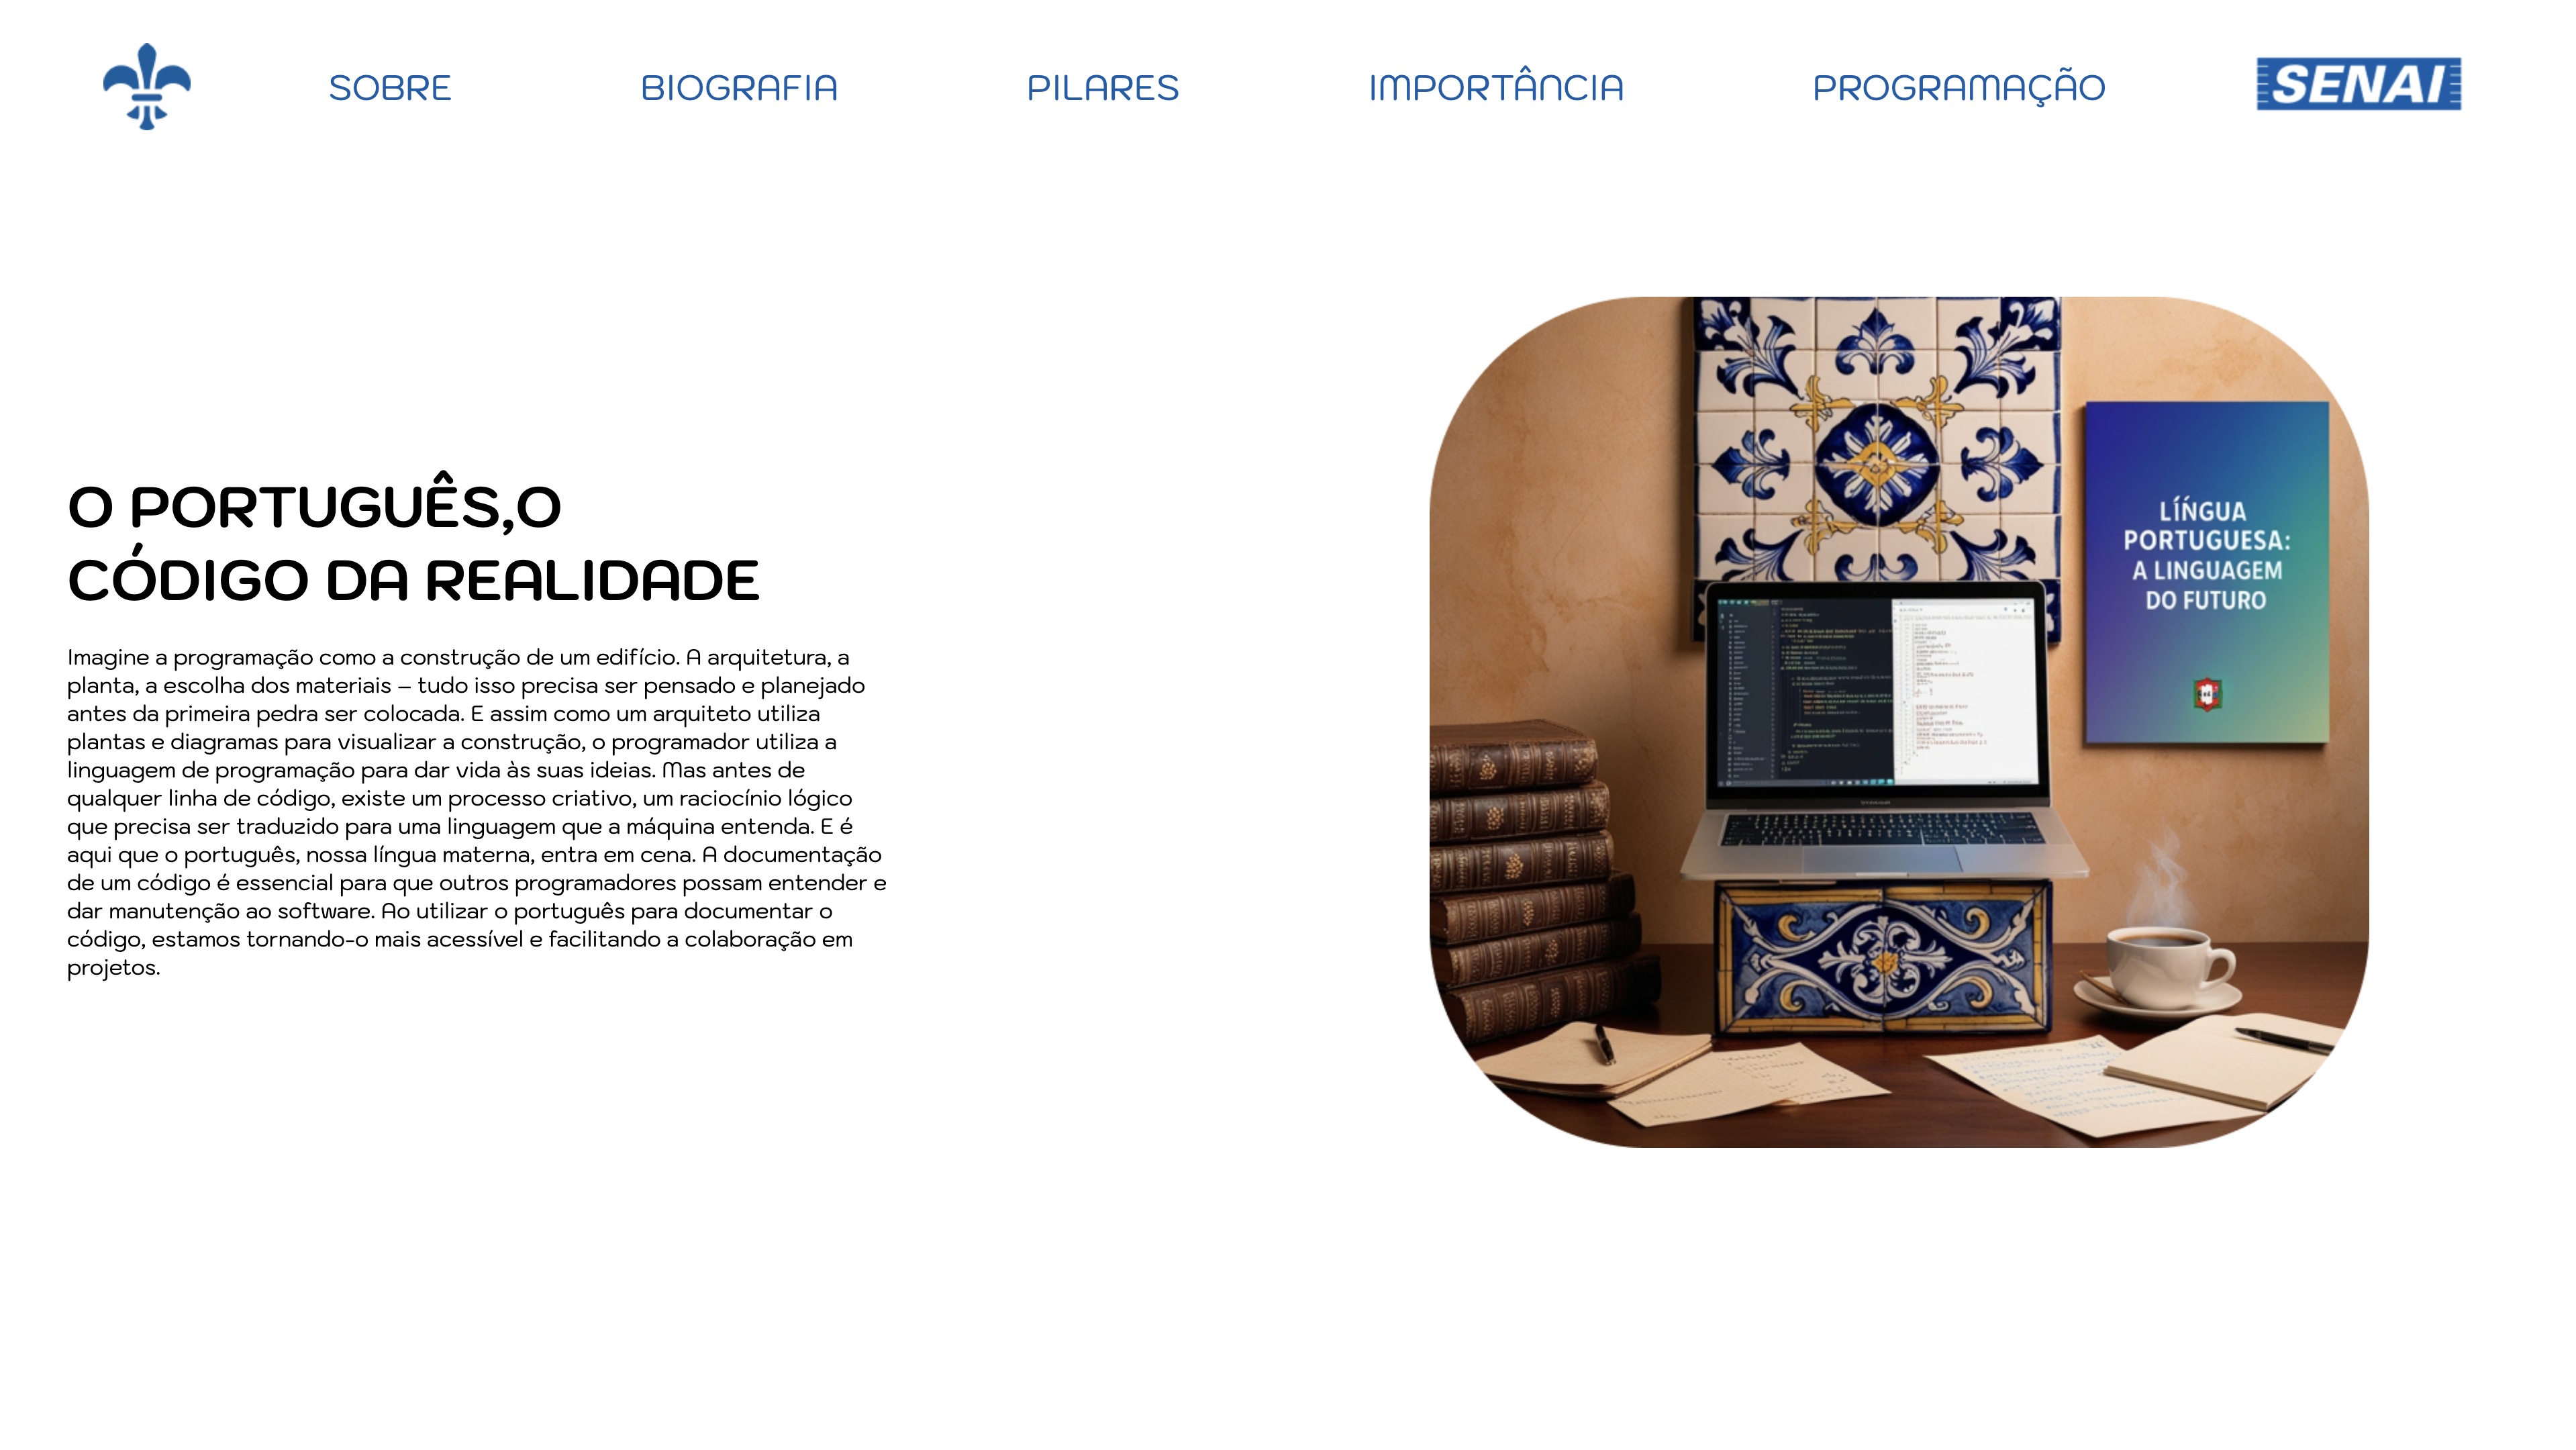 SOBRE
BIOGRAFIA
PILARES
IMPORTÂNCIA
PROGRAMAÇÃO
SENAI
O PORTUGUÊS,O
CÓDIGO DA REALIDADE
Imagine a programação como a construção de um edifício. A arquitetura, a
planta, a escolha dos materiais – tudo isso precisa ser pensado e planejado
antes da primeira pedra ser colocada. E assim como um arquiteto utiliza
plantas e diagramas para visualizar a construção, o programador utiliza a
linguagem de programação para dar vida às suas ideias. Mas antes de
qualquer linha de código, existe um processo criativo, um raciocínio lógico
que precisa ser traduzido para uma linguagem que a máquina entenda. E é
aqui que o português, nossa língua materna, entra em cena. A documentação
de um código é essencial para que outros programadores possam entender e
dar manutenção ao software. Ao utilizar o português para documentar o
código, estamos tornando-o mais acessível e facilitando a colaboração em
projetos.
LÍŃGUA
PORTUGUESA:
A LINGUAGEM
DO FUTURO